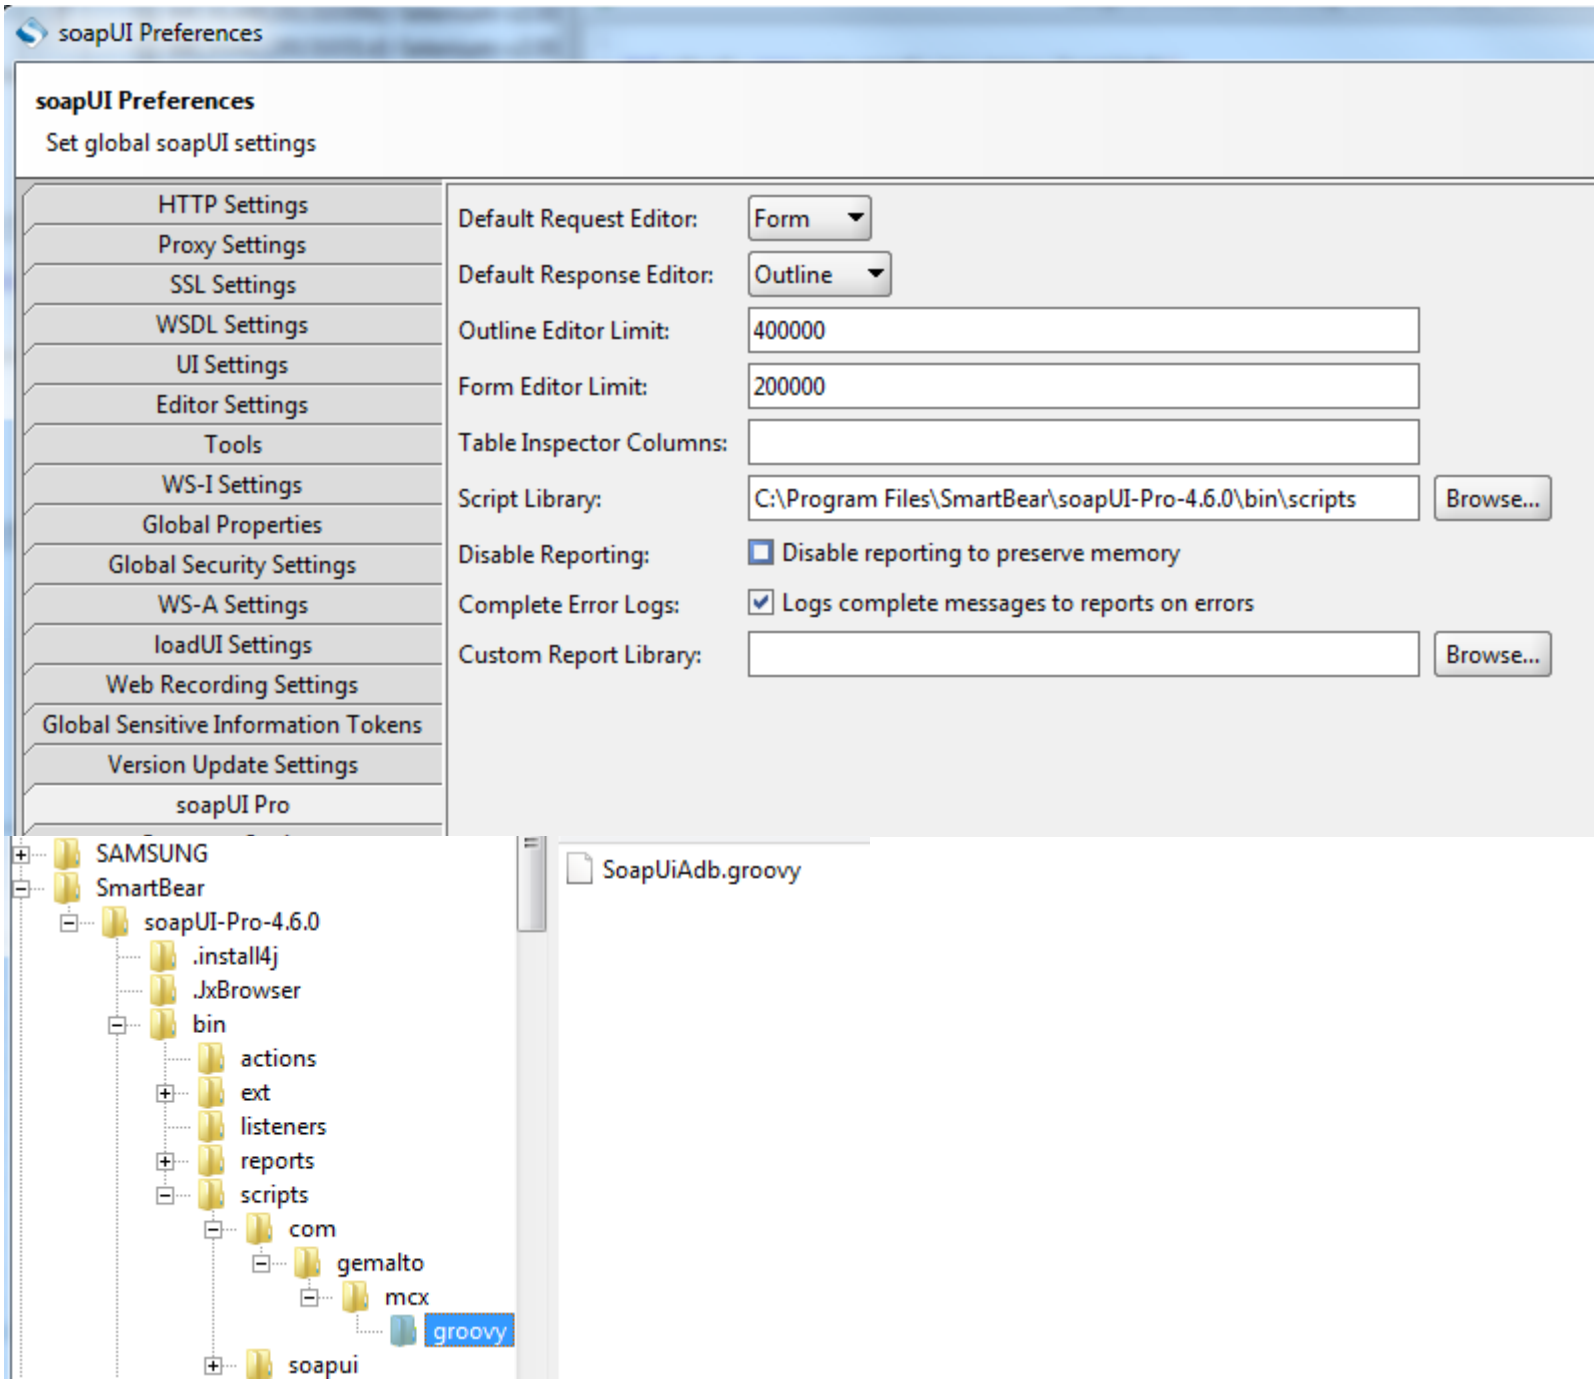 soapUI Preferences
soapUI Preferences
Set global soapUI settings
HTTP Settings
Proxy Settings
SSL Settings
WSDL Settings
UI Settings
Editor Settings
Tools
WS-I Settings
Global Properties
Global Security Settings
WS-A Settings
loadUI Settings
Web Recording Settings
Global Sensitive Information Tokens
Version Update Settings
soapUI Pro
Default Request Editor: Form
Default Response Editor: Outline
Outline Editor Limit: 400000
Form Editor Limit: 200000
Table Inspector Columns:
Script Library: C:\Program Files\SmartBear\soapUI-Pro-4.6.0\bin\scripts Browse...
Disable Reporting: Disable reporting to preserve memory
Complete Error Logs: Logs complete messages to reports on errors
Custom Report Library: Browse...
SAMSUNG
SmartBear
soapUI-Pro-4.6.0
.install4j
.JxBrowser
bin
actions
ext
listeners
reports
scripts
com
gemalto
mcx
groovy
soapui
SoapUiAdb.groovy